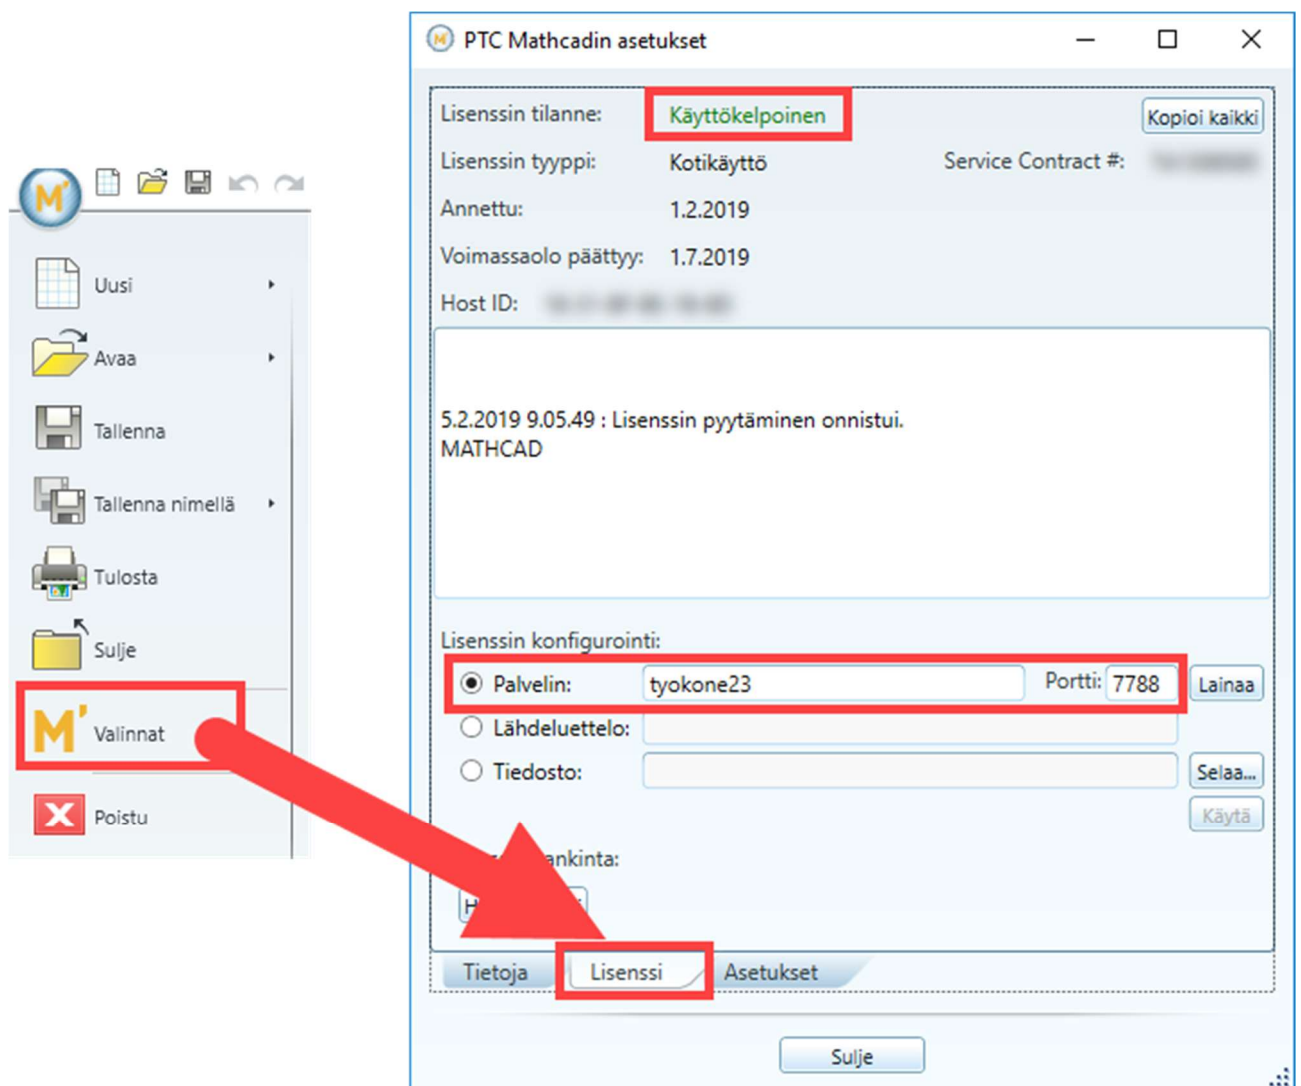 Uusi
Avaa
Tallenna
Tallenna nimellä
Tulosta
Sulje
M' Valinnat
Poistu
PTC Mathcadin asetukset
Lisenssin tilanne: Käyttökelpoinen Kopioi kaikki
Lisenssin tyyppi: Kotikäyttö Service Contract #:
Annettu: 1.2.2019
Voimassaolo päättyy: 1.7.2019
Host ID:
5.2.2019 9.05.49 : Lisenssin pyytäminen onnistui.
MATHCAD
Lisenssin konfigurointi:
Palvelin: tyokone23 Portti: 7788 Lainaa
Lähdeluettelo:
Tiedosto: Selaa...
Käytä
Tietoja Lisenssi Asetukset
Sulje